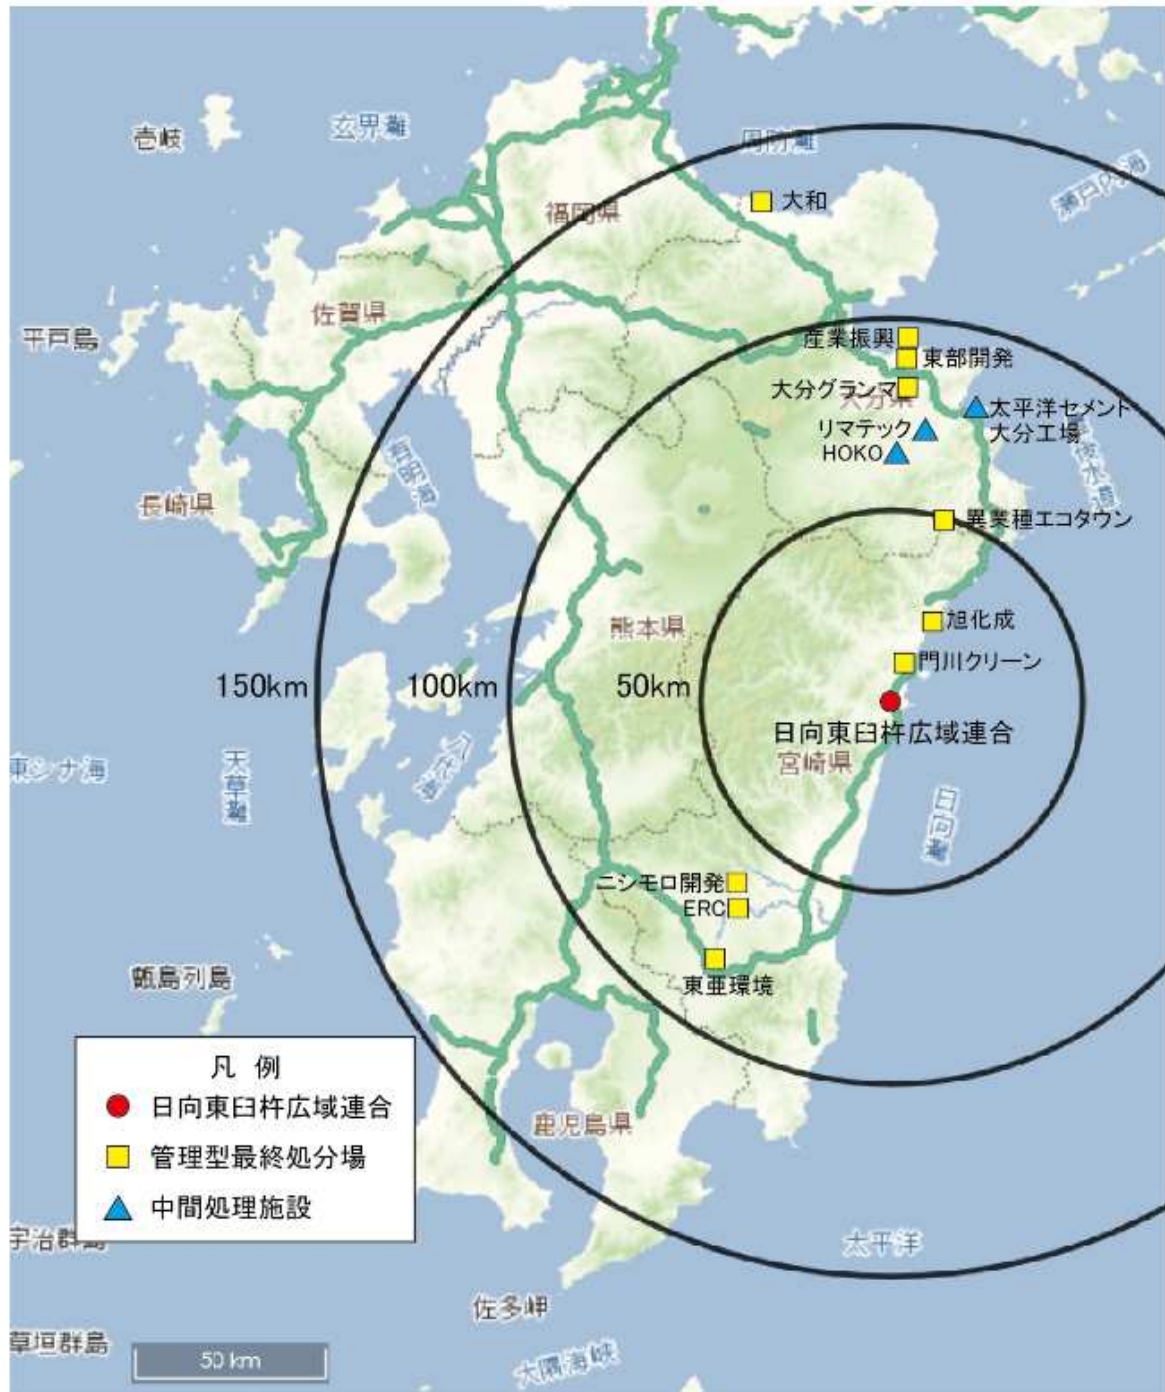 壱岐
玄界灘
周防灘
瀬戸内海
大和
福岡県
佐賀県
平戸島
産業振興
東部開発
大分グランマ
大分県
太平洋セメント
大分工場
リマテック
HOKO
豊後水道
有明海
長崎県
異業種エコタウン
旭化成
熊本県
門川クリーン
150km
100km
50km
日向東臼杵広域連合
宮崎県
東シナ海
天草灘
八代海
日向灘
ニシモロ開発
ERC
東亜環境
甑島列島
凡 例
日向東臼杵広域連合
管理型最終処分場
中間処理施設
鹿児島県
宇治群島
太平洋
佐多岬
草垣群島
50 km
大隅海峡